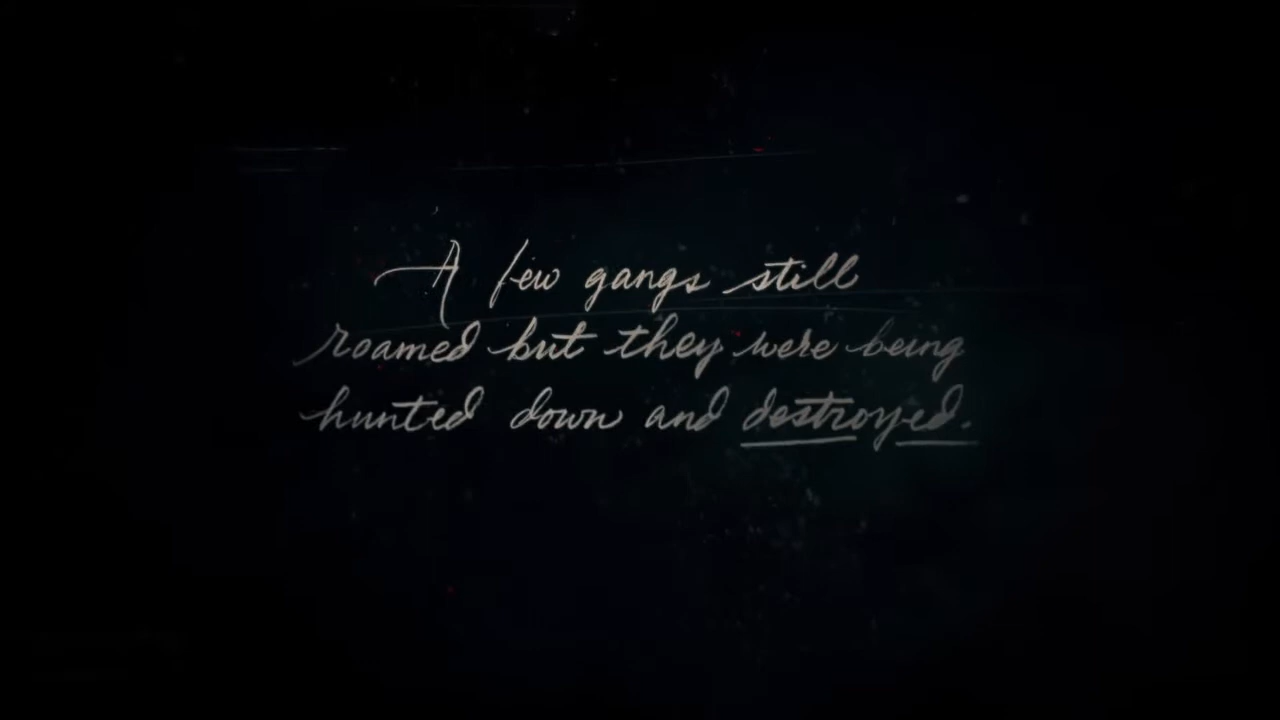 A few gangs still
roamed but they were being
hunted down and destroyed.